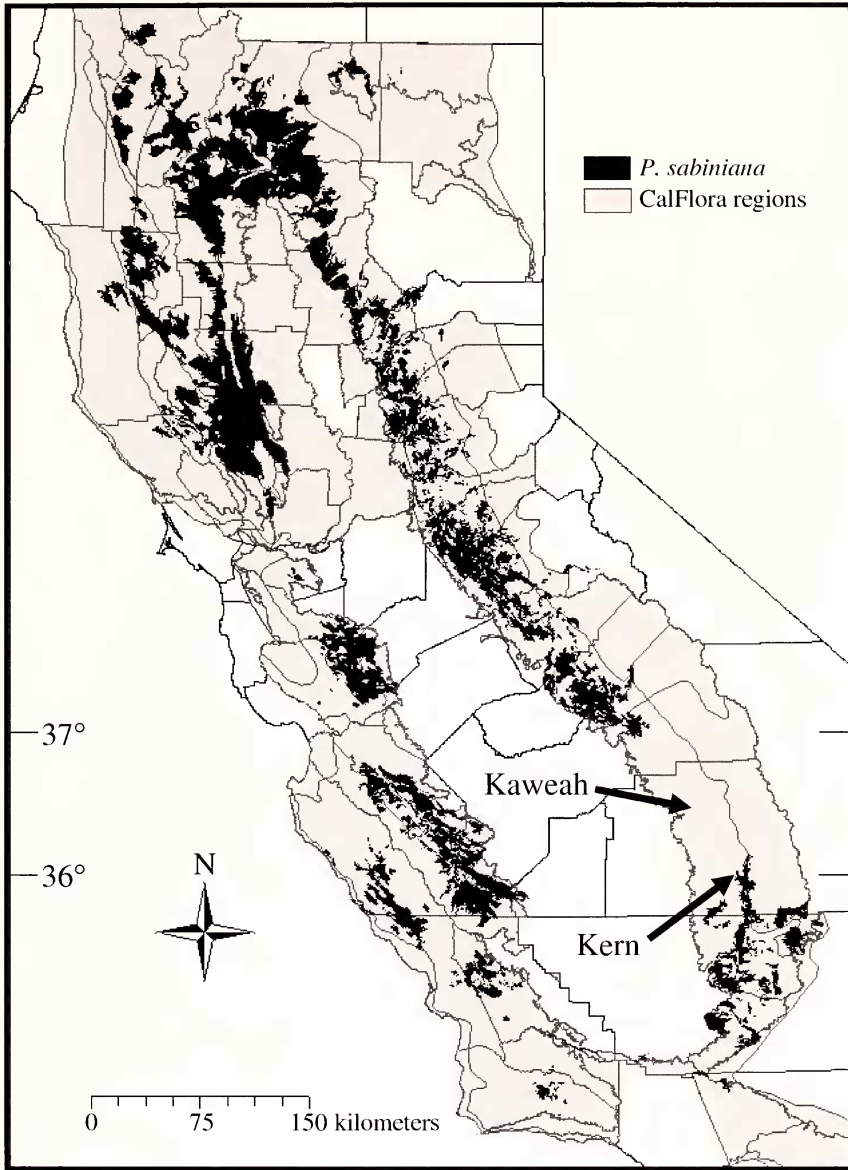 P. sabiniana
CalFlora regions
37°
Kaweah
36°
N
Kern
0 75 150 kilometers